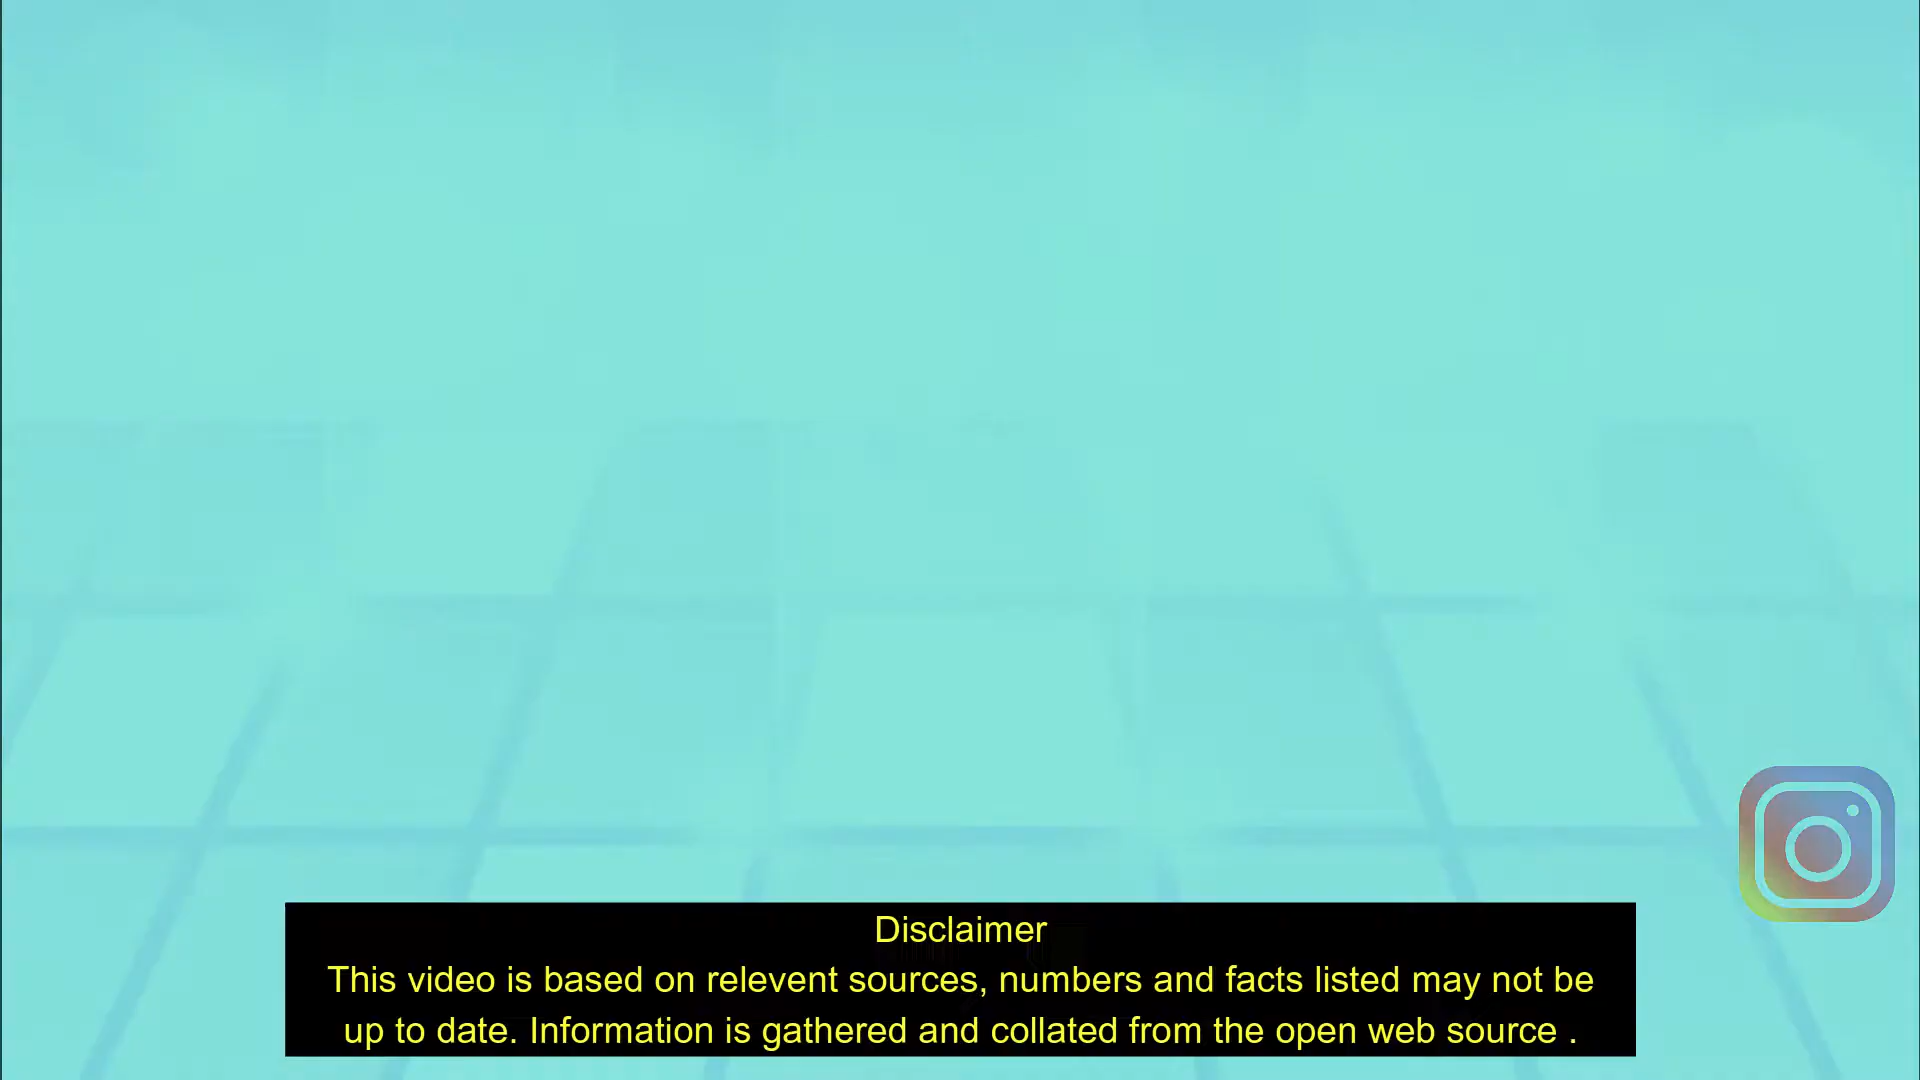 Disclaimer
This video is based on relevent sources, numbers and facts listed may not be
up to date. Information is gathered and collated from the open web source .